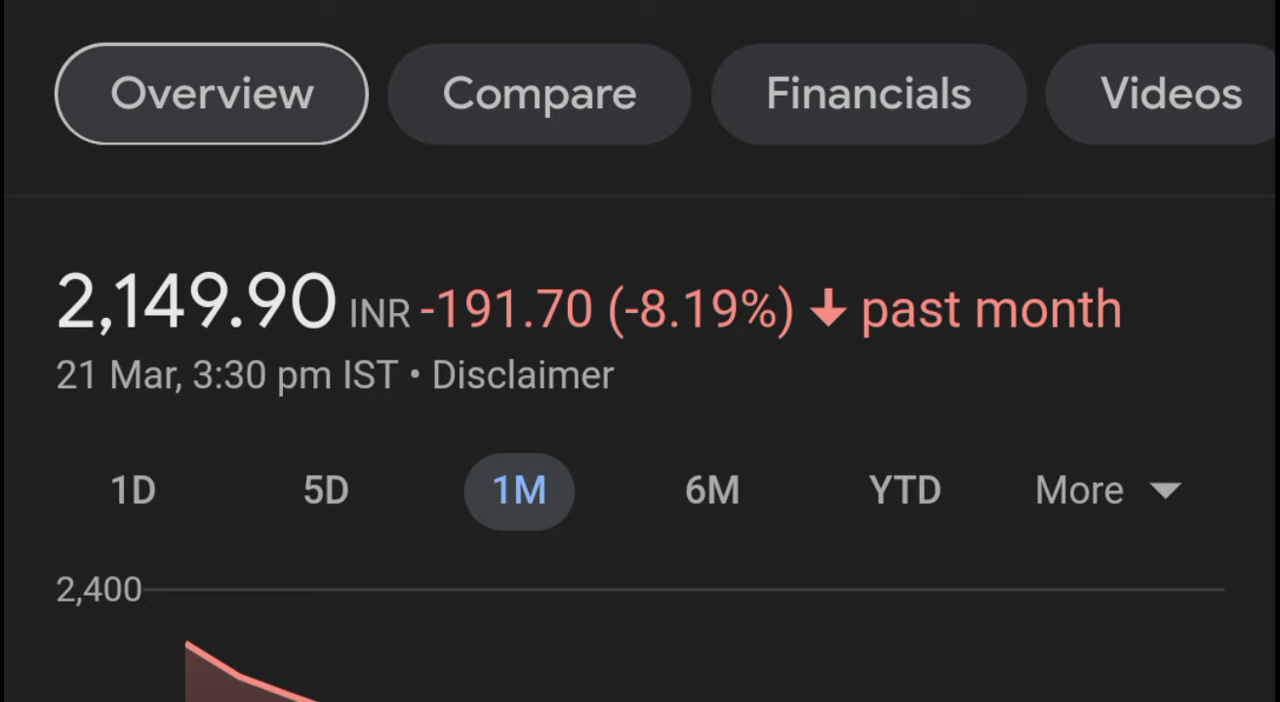 Overview Compare Financials Videos
2,149.90 INR -191.70 (-8.19%) ↓ past month
21 Mar, 3:30 pm IST • Disclaimer
1D 5D 1M 6M YTD More
2,400